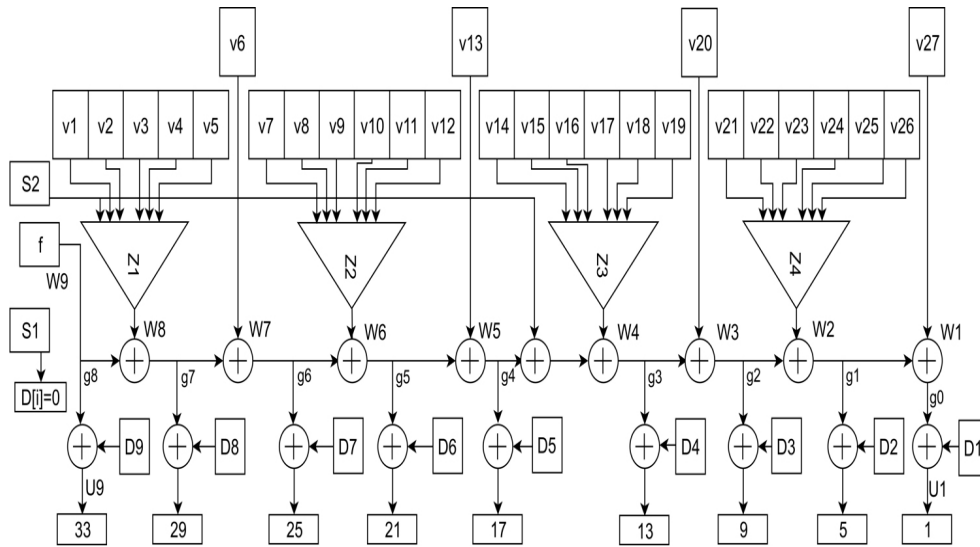 v6 v13 v20 v27
v1 v2 v3 v4 v5 v7 v8 v9 v10 v11 v12 v14 v15 v16 v17 v18 v19 v21 v22 v23 v24 v25 v26
S2
f
Z1 Z2 Z3 Z4
W9
S1
W8 W7 W6 W5 W4 W3 W2 W1
g8 g7 g6 g5 g4 g3 g2 g1 g0
D[i]=0
D9 D8 D7 D6 D5 D4 D3 D2 D1
U9 U1
33 29 25 21 17 13 9 5 1